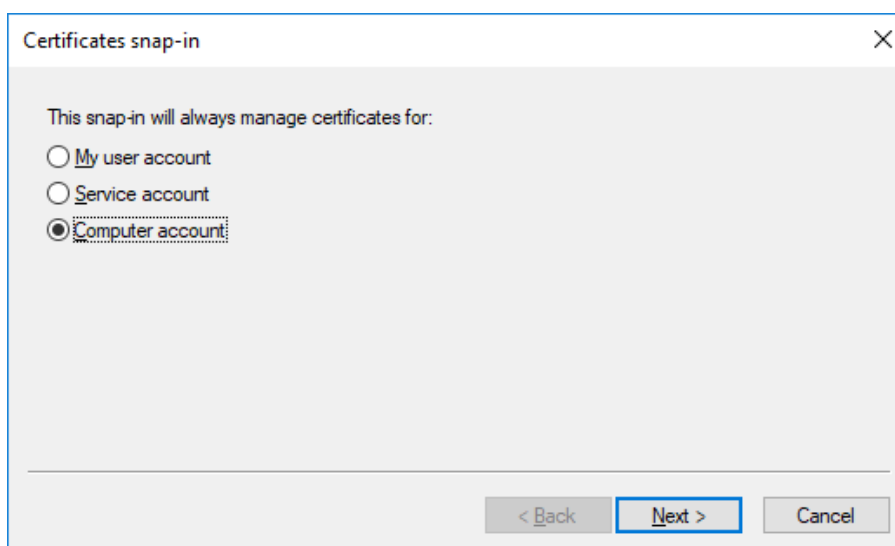 Certificates snap-in
This snap-in will always manage certificates for:
My user account
Service account
Computer account
< Back
Next >
Cancel